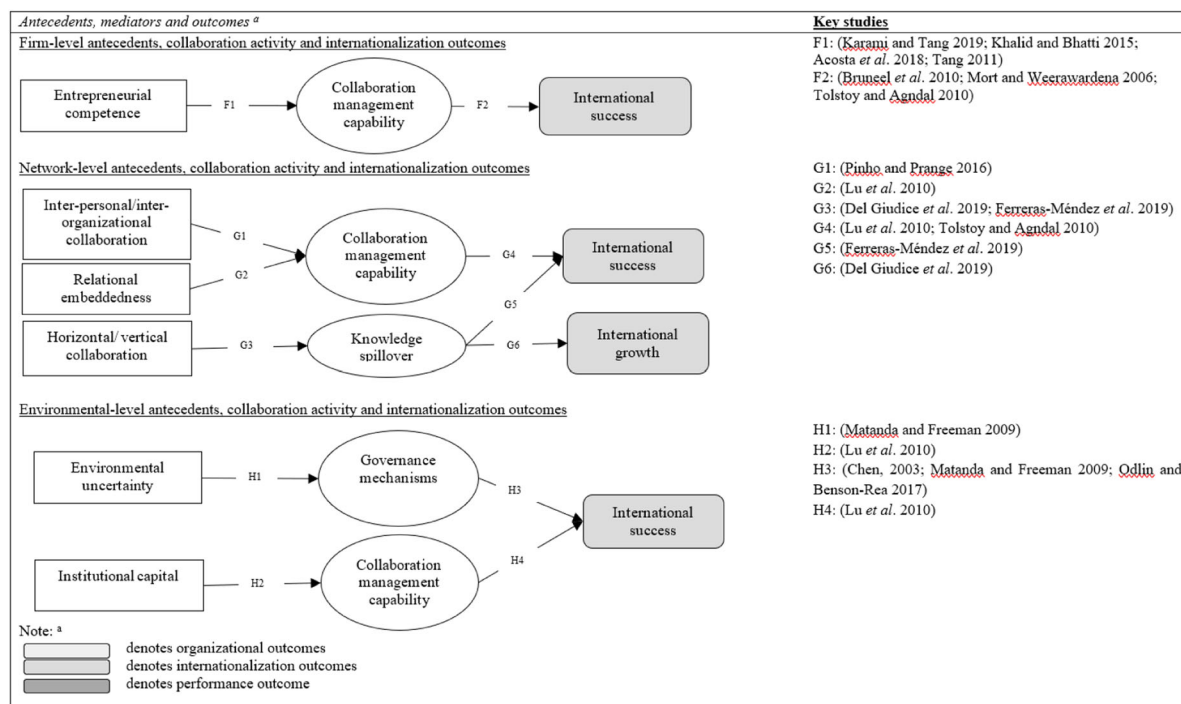 Antecedents, mediators and outcomes a
Key studies
Firm-level antecedents, collaboration activity and internationalization outcomes
Entrepreneurial
competence
F1
Collaboration
management
capability
F2
International
success
F1: (Karami and Tang 2019; Khalid and Bhatti 2015;
Acosta et al. 2018; Tang 2011)
F2: (Bruneel et al. 2010; Mort and Weerawardena 2006;
Tolstoy and Agndal 2010)
Network-level antecedents, collaboration activity and internationalization outcomes
Inter-personal/inter-
organizational
collaboration
G1
Relational
embeddedness
G2
Collaboration
management
capability
G4
International
success
Horizontal/ vertical
collaboration
G3
Knowledge
spillover
G5
G6
International
growth
G1: (Pinho and Prange 2016)
G2: (Lu et al. 2010)
G3: (Del Giudice et al. 2019; Ferreras-Méndez et al. 2019)
G4: (Lu et al. 2010; Tolstoy and Agndal 2010)
G5: (Ferreras-Méndez et al. 2019)
G6: (Del Giudice et al. 2019)
Environmental-level antecedents, collaboration activity and internationalization outcomes
Environmental
uncertainty
H1
Governance
mechanisms
H3
International
success
Institutional capital
H2
Collaboration
management
capability
H4
H1: (Matanda and Freeman 2009)
H2: (Lu et al. 2010)
H3: (Chen, 2003; Matanda and Freeman 2009; Odlin and
Benson-Rea 2017)
H4: (Lu et al. 2010)
Note: a
denotes organizational outcomes
denotes internationalization outcomes
denotes performance outcome